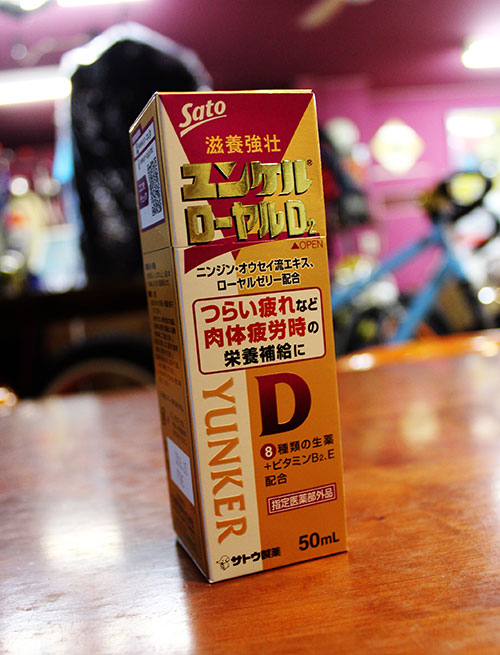 Sato
滋養強壮
ユンケル®
ローヤルD2
▲OPEN
ニンジン・オウセイ流エキス、
ローヤルゼリー配合
つらい疲れなど
肉体疲労時の
栄養補給に
YUNKER
D
8種類の生薬
+ビタミンB2、E
配合
指定医薬部外品
サトウ製薬
50mL